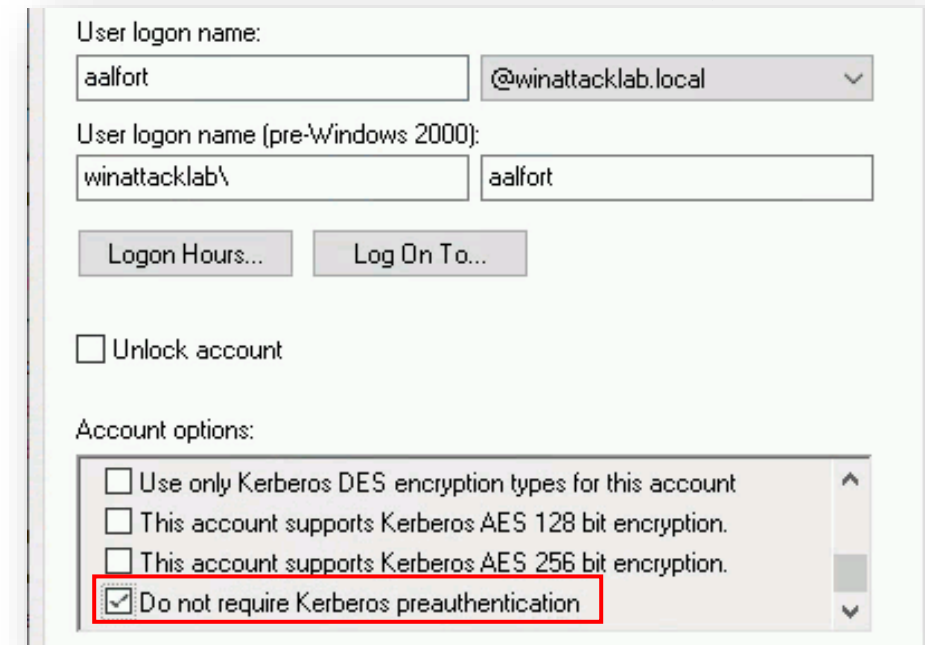 User logon name:
aalfort @winattacklab.local
User logon name (pre-Windows 2000):
winattacklab\ aalfort
Logon Hours... Log On To...
Unlock account
Account options:
Use only Kerberos DES encryption types for this account
This account supports Kerberos AES 128 bit encryption.
This account supports Kerberos AES 256 bit encryption.
Do not require Kerberos preauthentication